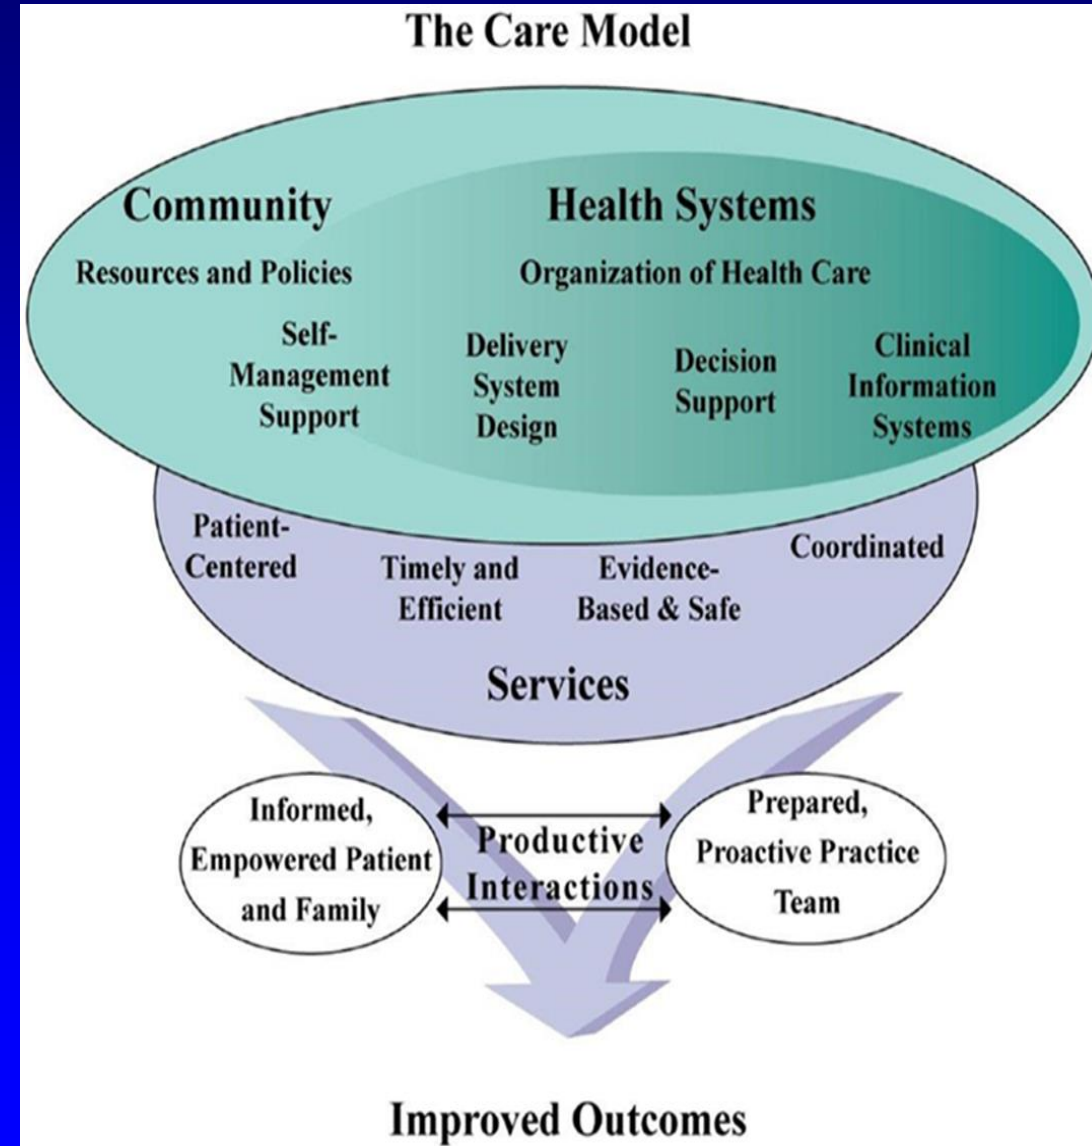 The Care Model
Community
Health Systems
Resources and Policies
Organization of Health Care
Self-
Management
Support
Delivery
System
Design
Decision
Support
Clinical
Information
Systems
Patient-
Centered
Timely and
Efficient
Evidence-
Based & Safe
Coordinated
Services
Informed,
Empowered Patient
and Family
Productive
Interactions
Prepared,
Proactive Practice
Team
Improved Outcomes